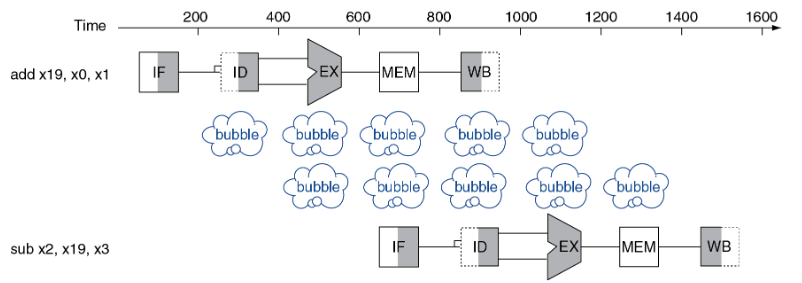 Time 200 400 600 800 1000 1200 1400 1600
add x19, x0, x1 IF ID EX MEM WB
bubble bubble bubble bubble bubble
bubble bubble bubble bubble bubble
sub x2, x19, x3 IF ID EX MEM WB